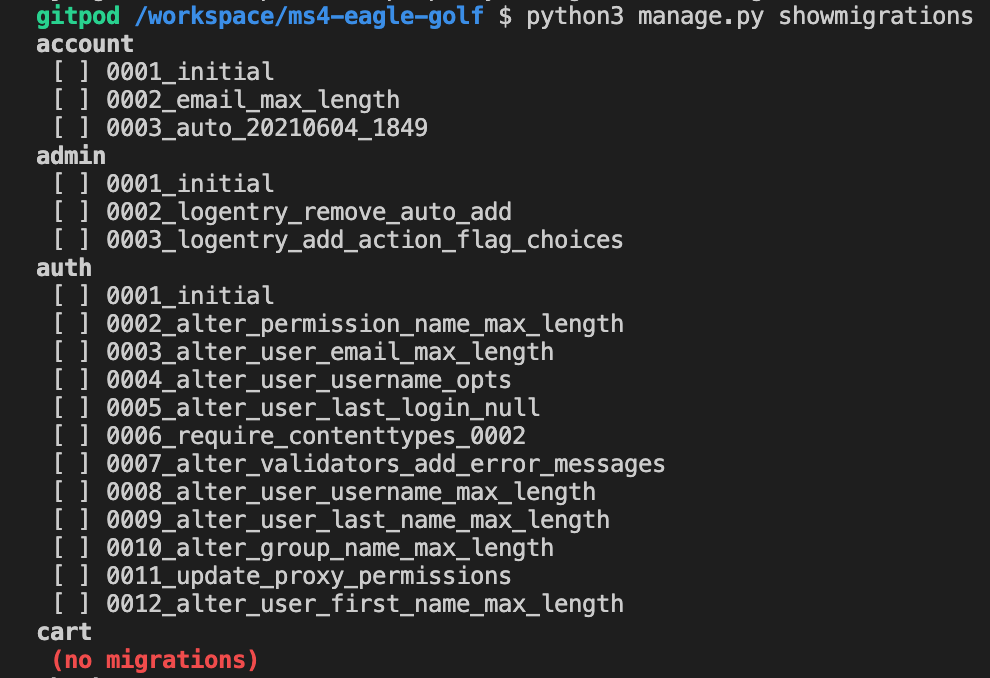 gitpod /workspace/ms4-eagle-golf $ python3 manage.py showmigrations
account
[ ] 0001_initial
[ ] 0002_email_max_length
[ ] 0003_auto_20210604_1849
admin
[ ] 0001_initial
[ ] 0002_logentry_remove_auto_add
[ ] 0003_logentry_add_action_flag_choices
auth
[ ] 0001_initial
[ ] 0002_alter_permission_name_max_length
[ ] 0003_alter_user_email_max_length
[ ] 0004_alter_user_username_opts
[ ] 0005_alter_user_last_login_null
[ ] 0006_require_contenttypes_0002
[ ] 0007_alter_validators_add_error_messages
[ ] 0008_alter_user_username_max_length
[ ] 0009_alter_user_last_name_max_length
[ ] 0010_alter_group_name_max_length
[ ] 0011_update_proxy_permissions
[ ] 0012_alter_user_first_name_max_length
cart
(no migrations)